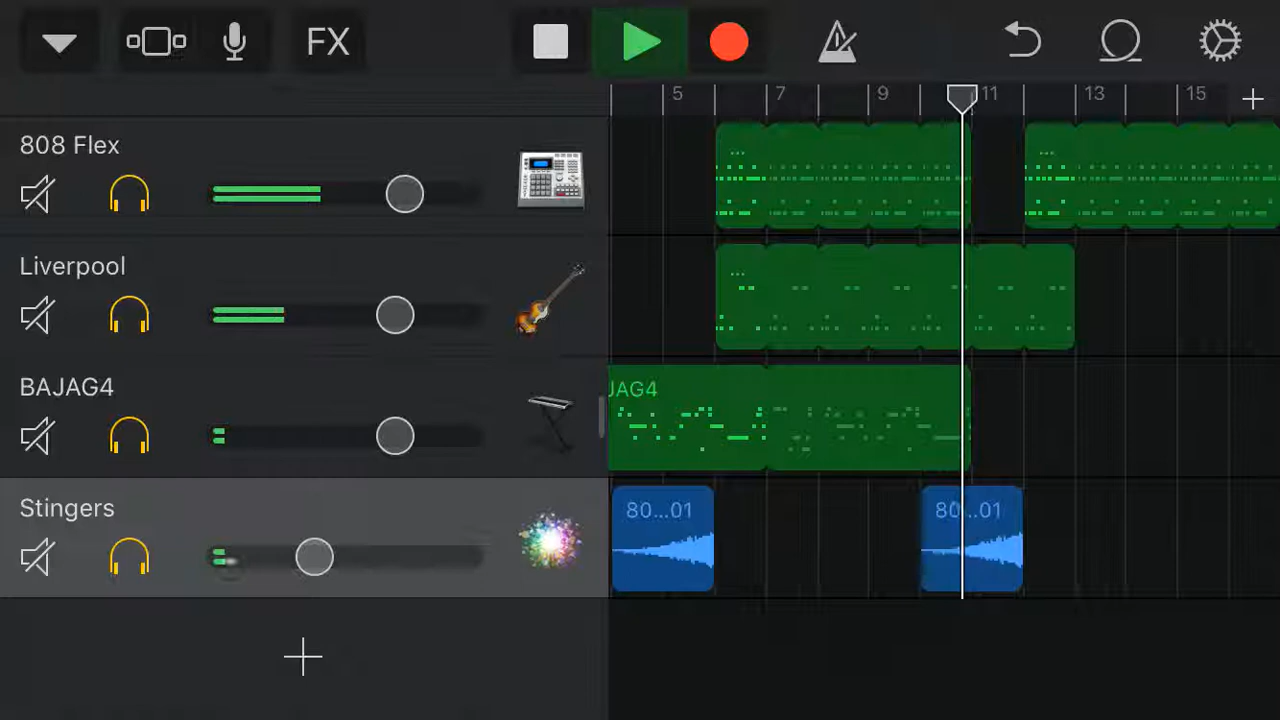 FX
5 7 9 11 13 15
808 Flex
Liverpool
BAJAG4
JAG4
Stingers
80...01
80...01